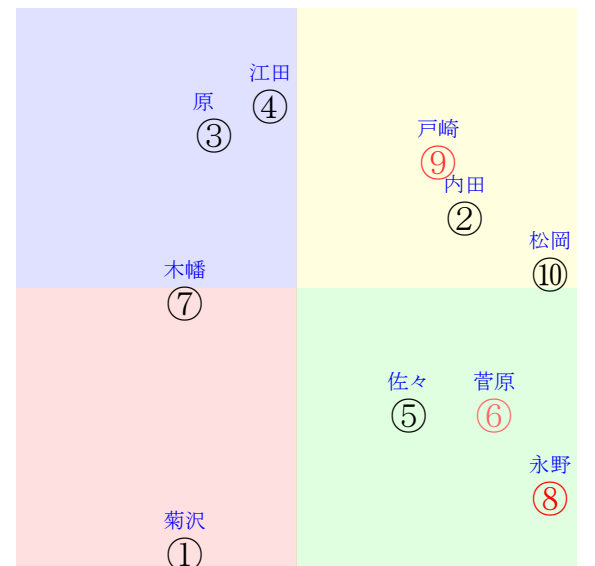 江田
④
原
③
戸崎
⑨
内田
②
松岡
⑩
木幡
⑦
佐々
⑤
菅原
⑥
永野
⑧
菊沢
①